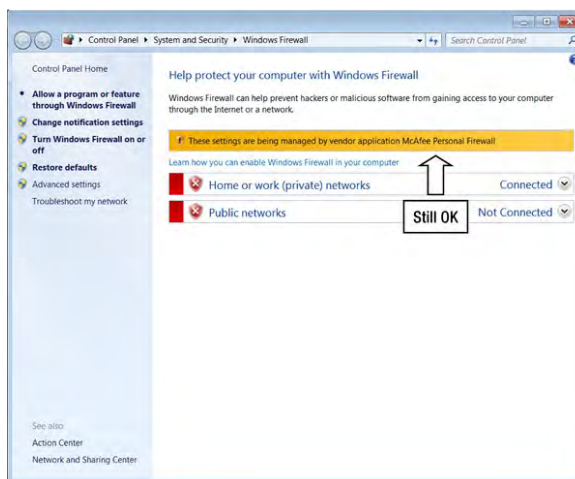 Control Panel ▸ System and Security ▸ Windows Firewall
Search Control Panel
Control Panel Home
Allow a program or feature
through Windows Firewall
Change notification settings
Turn Windows Firewall on or
off
Restore defaults
Advanced settings
Troubleshoot my network
Help protect your computer with Windows Firewall
Windows Firewall can help prevent hackers or malicious software from gaining access to your computer
through the Internet or a network.
These settings are being managed by vendor application McAfee Personal Firewall
Learn how you can enable Windows Firewall in your computer
Home or work (private) networks Connected
Public networks Not Connected
Still OK
See also
Action Center
Network and Sharing Center